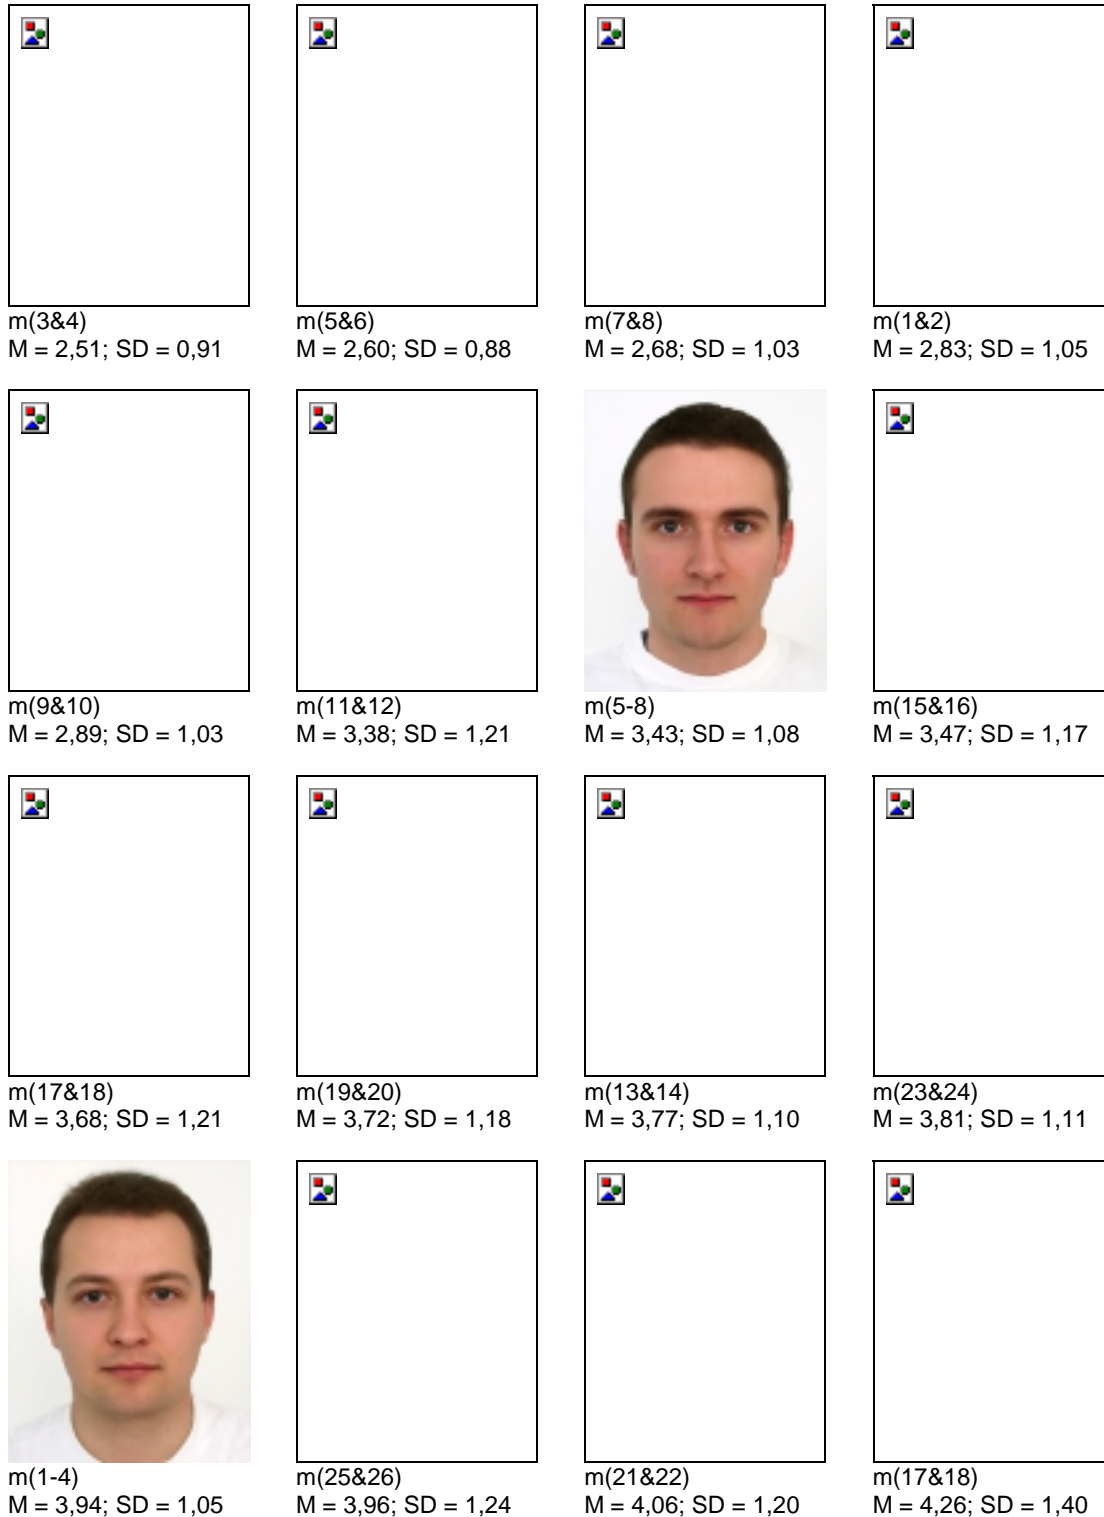 m(3&4)
M = 2,51; SD = 0,91
m(5&6)
M = 2,60; SD = 0,88
m(7&8)
M = 2,68; SD = 1,03
m(1&2)
M = 2,83; SD = 1,05
m(9&10)
M = 2,89; SD = 1,03
m(11&12)
M = 3,38; SD = 1,21
m(5-8)
M = 3,43; SD = 1,08
m(15&16)
M = 3,47; SD = 1,17
m(17&18)
M = 3,68; SD = 1,21
m(19&20)
M = 3,72; SD = 1,18
m(13&14)
M = 3,77; SD = 1,10
m(23&24)
M = 3,81; SD = 1,11
m(1-4)
M = 3,94; SD = 1,05
m(25&26)
M = 3,96; SD = 1,24
m(21&22)
M = 4,06; SD = 1,20
m(17&18)
M = 4,26; SD = 1,40